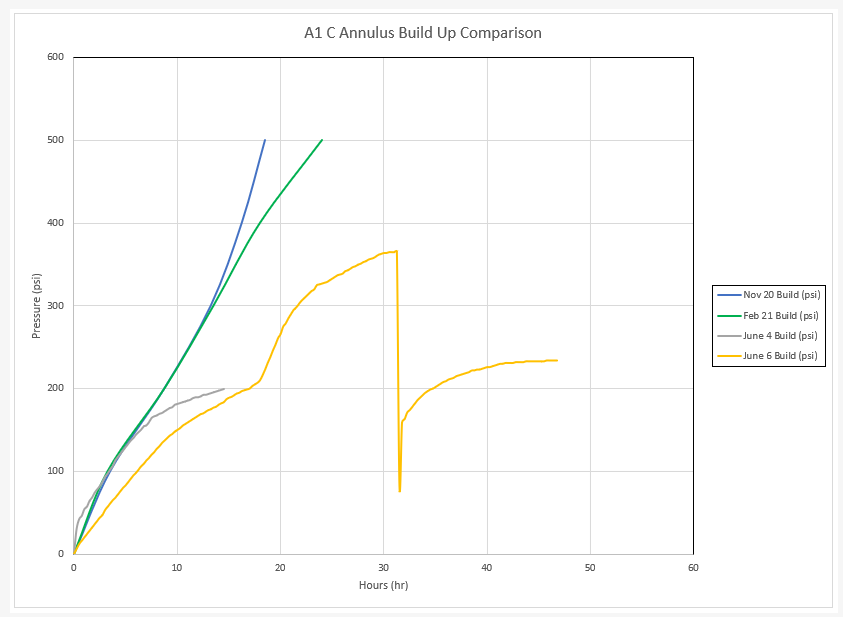 A1 C Annulus Build Up Comparison
600
500
400
300
200
100
0
Pressure (psi)
0 10 20 30 40 50 60
Hours (hr)
Nov 20 Build (psi)
Feb 21 Build (psi)
June 4 Build (psi)
June 6 Build (psi)